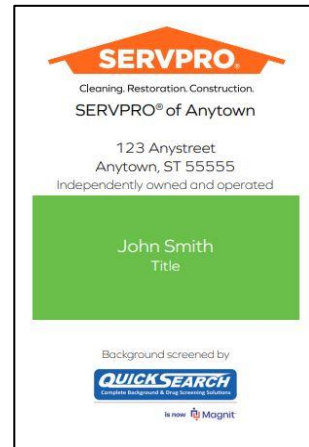 SERVPRO®
Cleaning. Restoration. Construction.
SERVPRO® of Anytown
123 Anystreet
Anytown, ST 55555
Independently owned and operated
John Smith
Title
Background screened by
QUICKSEARCH
Complete Background & Drug Screening Solutions
is now Magnit